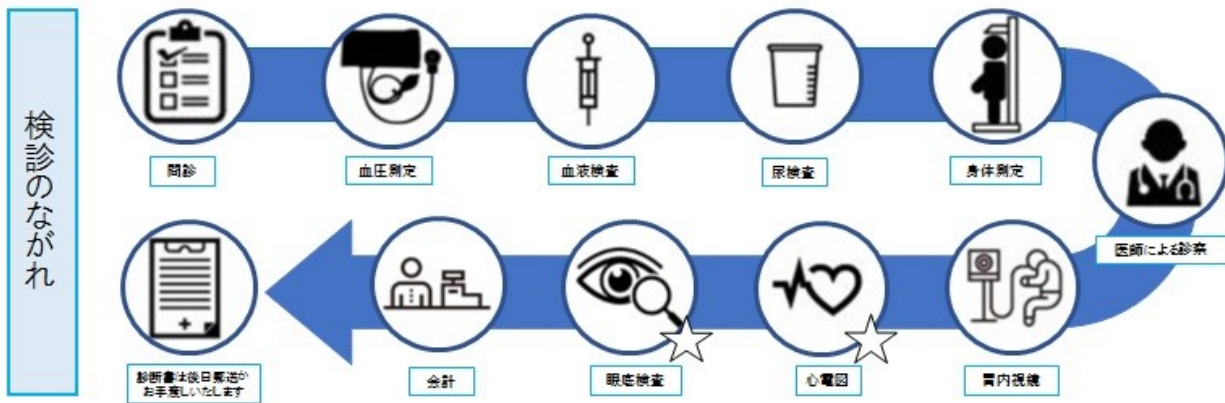 検診のながれ
問診
血圧測定
血液検査
尿検査
身体測定
医師による診察
胃内視鏡
心電図
眼底検査
会計
診断書は後日郵送か
お手渡しいたします